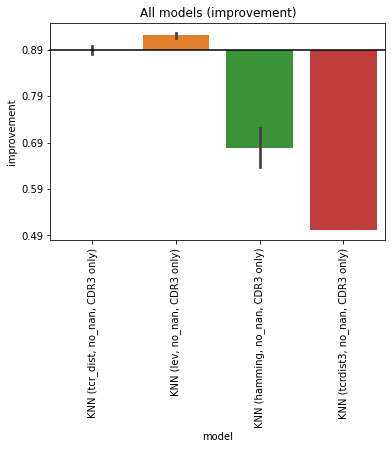 All models (improvement)
improvement
0.89
0.79
0.69
0.59
0.49
KNN (tcr_dist, no_nan, CDR3 only)
KNN (lev, no_nan, CDR3 only)
KNN (hamming, no_nan, CDR3 only)
KNN (tcrdist3, no_nan, CDR3 only)
model